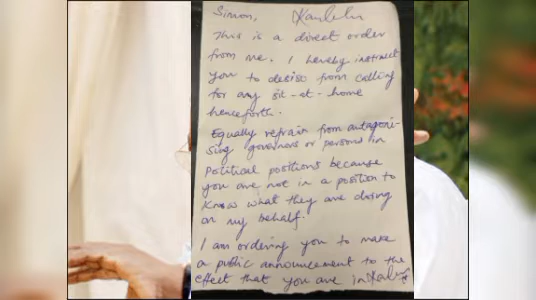 Simon,
This is a direct order
from me. I hereby instruct
you to desist from calling
for any sit-at-home
henceforth.
Equally refrain from antagoni-
sing governors or persons in
political positions because
you are not in a position to
know what they are doing
on my behalf.
I am ordering you to make
a public announcement to the
effect that you are in